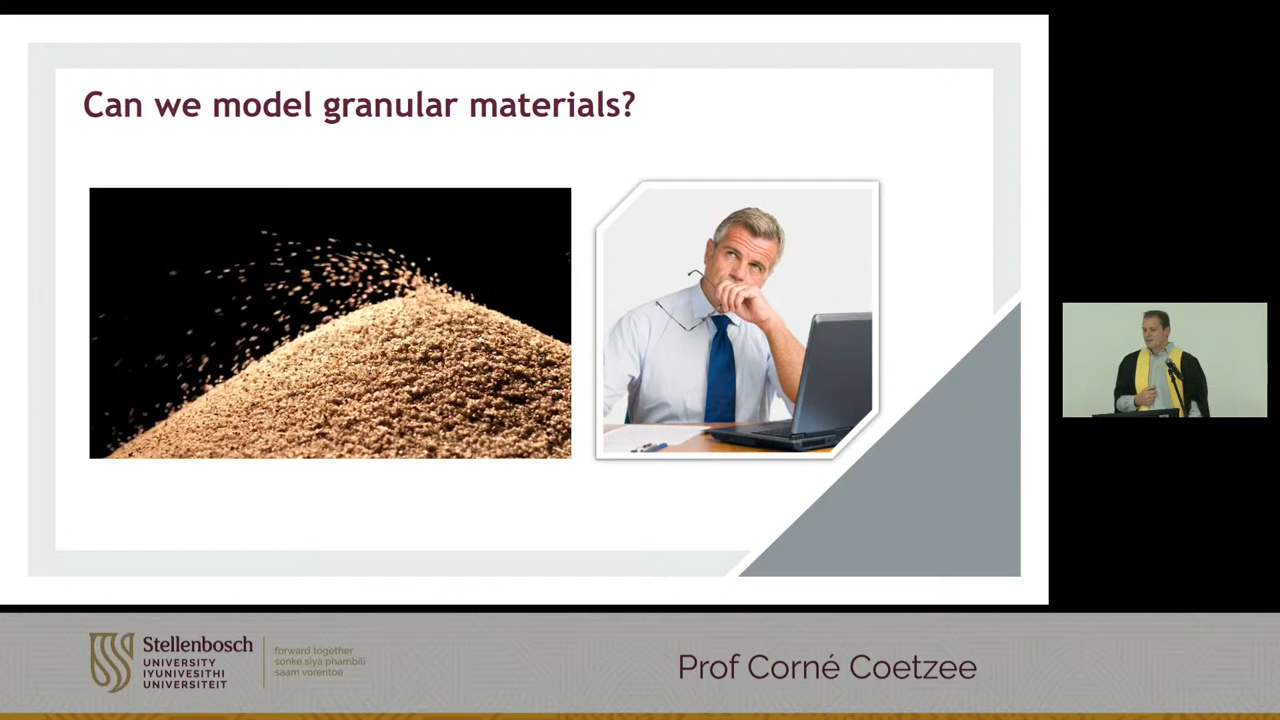 Can we model granular materials?
Stellenbosch
UNIVERSITY
IYUNIVESITHI
UNIVERSITEIT
forward together
sonke siya phambili
saam vorentoe
Prof Corné Coetzee